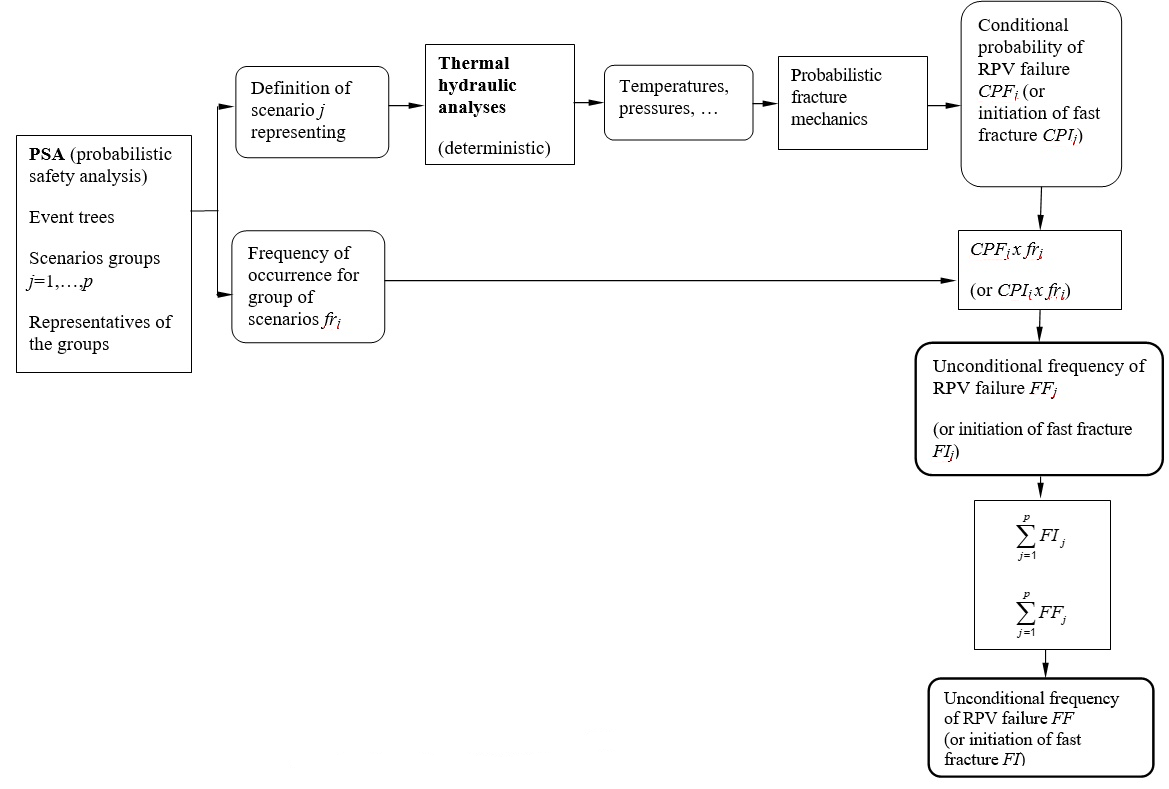 PSA (probabilistic
safety analysis)
Event trees
Scenarios groups
j=1,…,p
Representatives of
the groups
Definition of
scenario j
representing
Thermal
hydraulic
analyses
(deterministic)
Temperatures,
pressures, …
Probabilistic
fracture
mechanics
Conditional
probability of
RPV failure
CPFj (or
initiation of fast
fracture CPIj)
Frequency of
occurrence for
group of
scenarios frj
CPFj x frj
(or CPIj x frj)
Unconditional frequency of
RPV failure FFj
(or initiation of fast fracture
FIj)
p
∑ FIj
j=1
p
∑ FFj
j=1
Unconditional frequency
of RPV failure FF
(or initiation of fast
fracture FI)